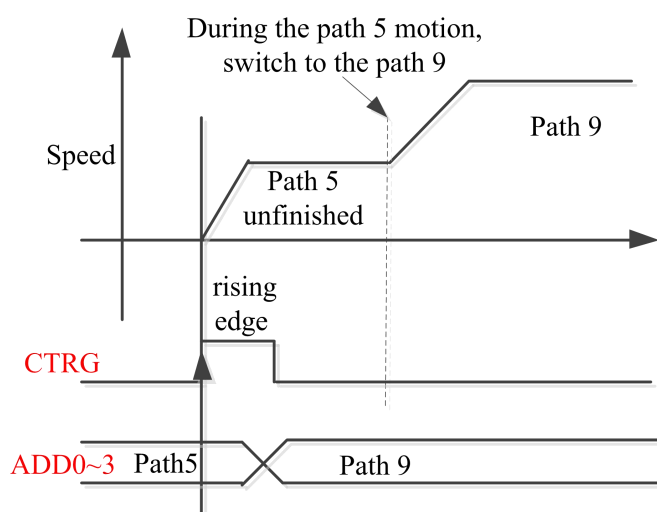 During the path 5 motion,
switch to the path 9
Path 9
Speed
Path 5
unfinished
rising
edge
CTRG
ADD0~3 Path5 Path 9